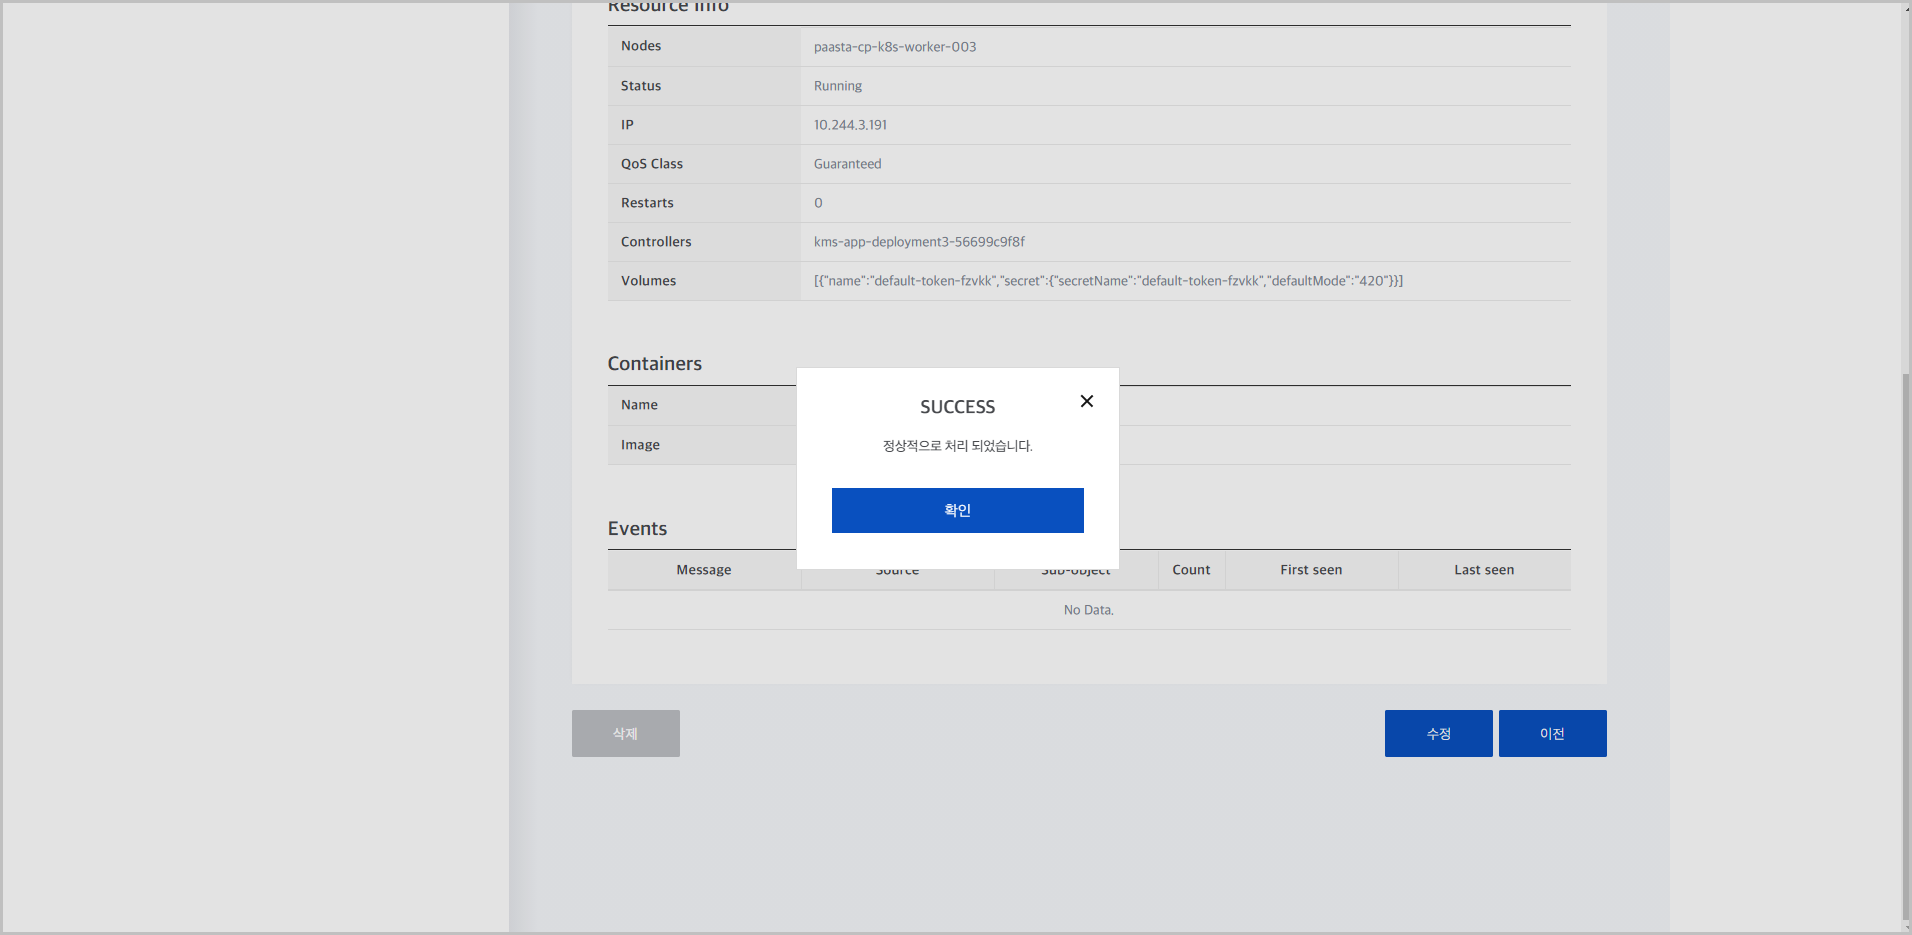 Resource Info
Nodes paasta-cp-k8s-worker-003
Status Running
IP 10.244.3.191
QoS Class Guaranteed
Restarts 0
Controllers kms-app-deployment3-56699c9f8f
Volumes [{"name":"default-token-fzvkk","secret":{"secretName":"default-token-fzvkk","defaultMode":"420"}}]
Containers
Name
Image
SUCCESS
정상적으로 처리 되었습니다.
확인
Events
Message Source Sub-object Count First seen Last seen
No Data.
삭제 수정 이전